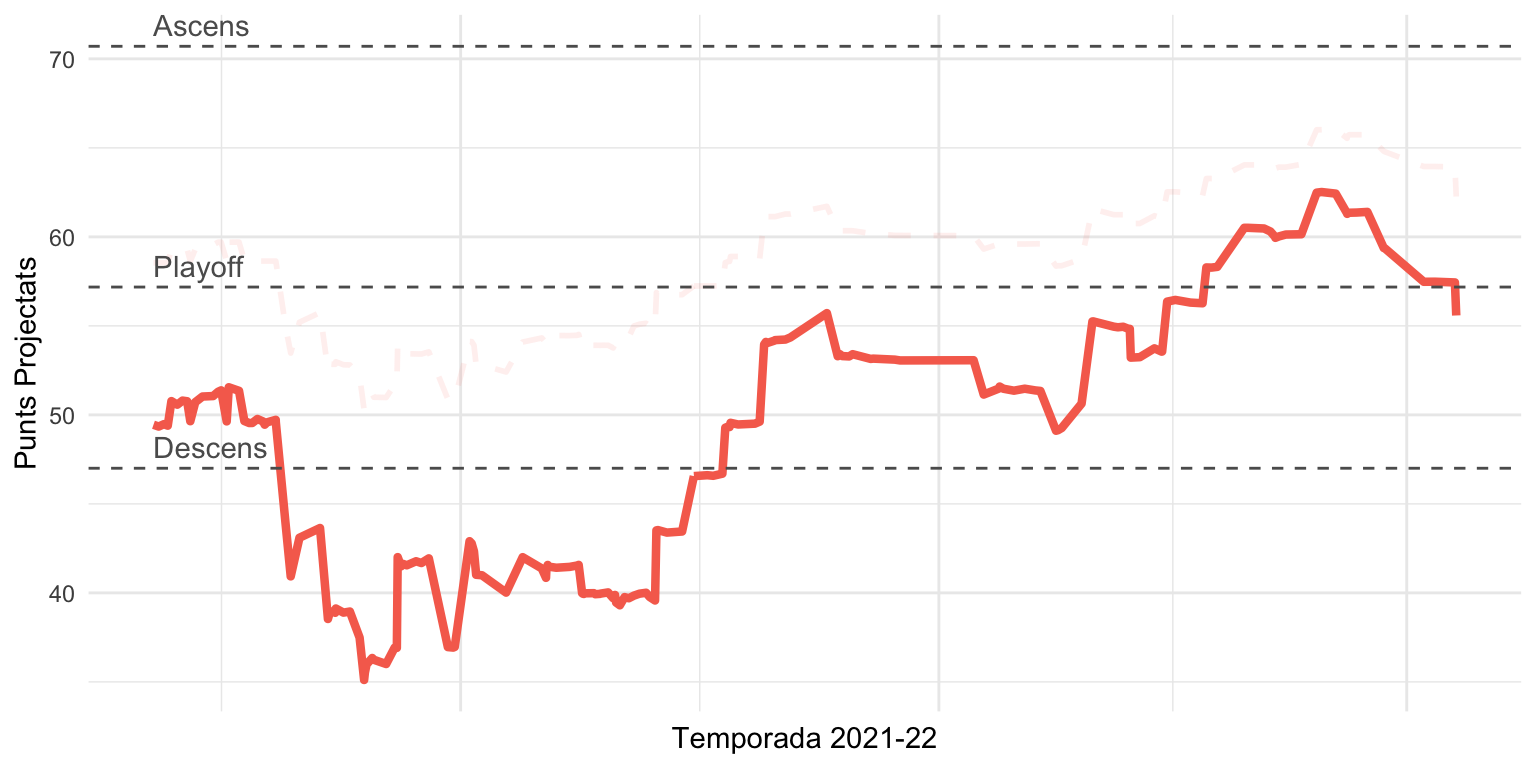 Ascens
70
60
Playoff
50
Descens
40
Punts Projectats
Temporada 2021-22